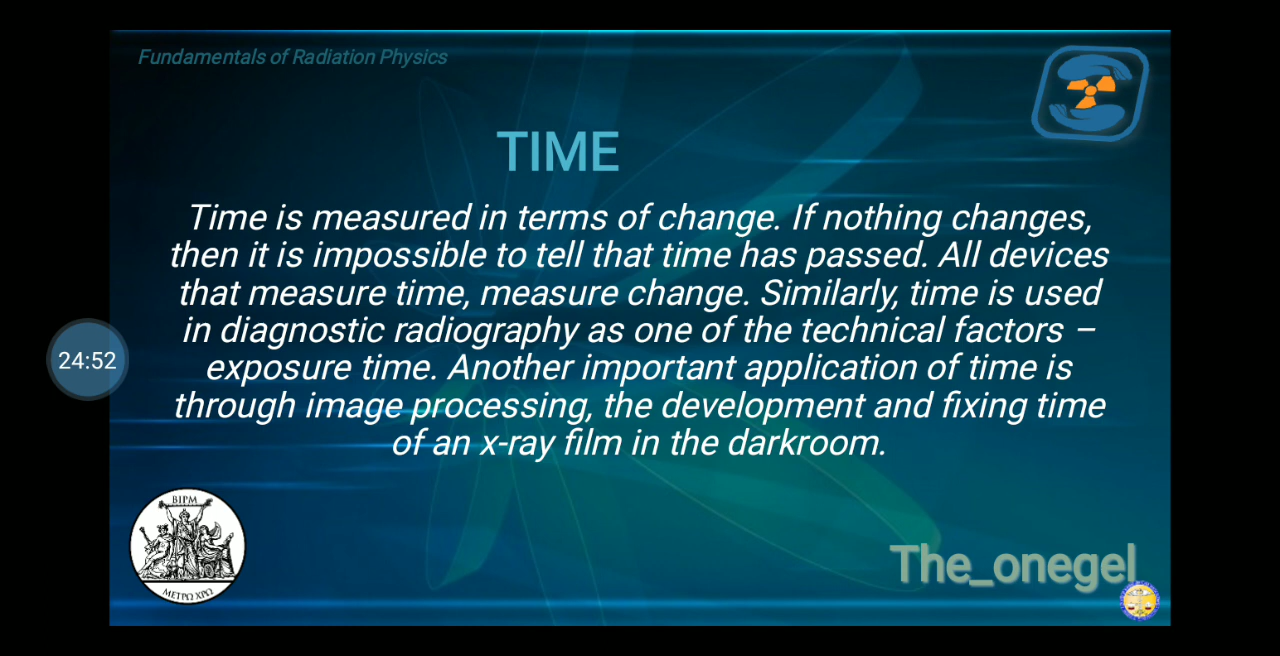 Fundamentals of Radiation Physics
TIME
Time is measured in terms of change. If nothing changes,
then it is impossible to tell that time has passed. All devices
that measure time, measure change. Similarly, time is used
in diagnostic radiography as one of the technical factors –
exposure time. Another important application of time is
through image processing, the development and fixing time
of an x-ray film in the darkroom.
24:52
BIPM
ΜΕΤΡΩ ΧΡΩ
The_onegel